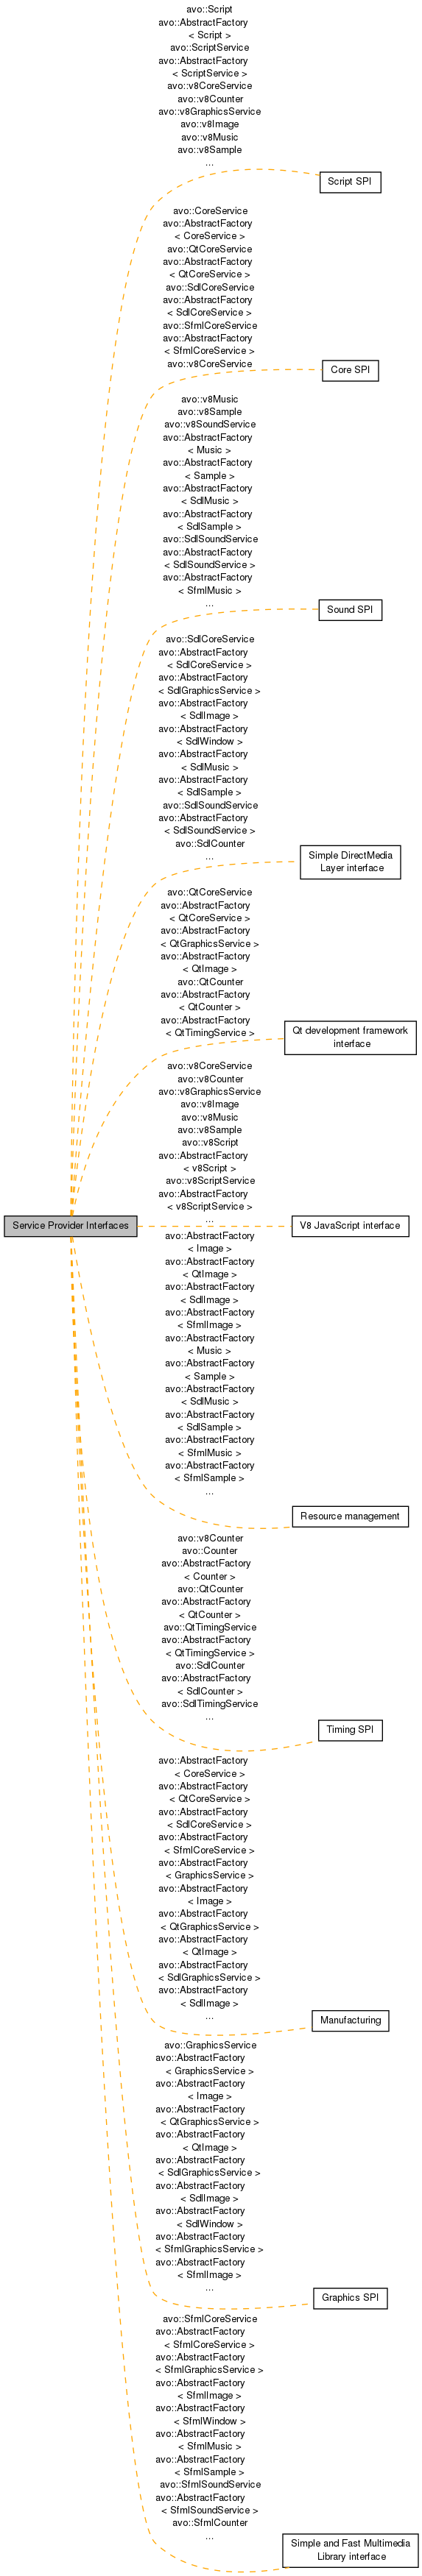 avo::Script
avo::AbstractFactory
< Script >
avo::ScriptService
avo::AbstractFactory
< ScriptService >
avo::v8CoreService
avo::v8Counter
avo::v8GraphicsService
avo::v8Image
avo::v8Music
avo::v8Sample
...
Script SPI
avo::CoreService
avo::AbstractFactory
< CoreService >
avo::QtCoreService
avo::AbstractFactory
< QtCoreService >
avo::SdlCoreService
avo::AbstractFactory
< SdlCoreService >
avo::SfmlCoreService
avo::AbstractFactory
< SfmlCoreService >
avo::v8CoreService
Core SPI
avo::v8Music
avo::v8Sample
avo::v8SoundService
avo::AbstractFactory
< Music >
avo::AbstractFactory
< Sample >
avo::AbstractFactory
< SdlMusic >
avo::AbstractFactory
< SdlSample >
avo::SdlSoundService
avo::AbstractFactory
< SdlSoundService >
avo::AbstractFactory
< SfmlMusic >
...
Sound SPI
avo::SdlCoreService
avo::AbstractFactory
< SdlCoreService >
avo::AbstractFactory
< SdlGraphicsService >
avo::AbstractFactory
< SdlImage >
avo::AbstractFactory
< SdlWindow >
avo::AbstractFactory
< SdlMusic >
avo::AbstractFactory
< SdlSample >
avo::SdlSoundService
avo::AbstractFactory
< SdlSoundService >
avo::SdlCounter
...
Simple DirectMedia
Layer interface
avo::QtCoreService
avo::AbstractFactory
< QtCoreService >
avo::AbstractFactory
< QtGraphicsService >
avo::AbstractFactory
< QtImage >
avo::QtCounter
avo::AbstractFactory
< QtCounter >
avo::AbstractFactory
< QtTimingService >
Qt development framework
interface
avo::v8CoreService
avo::v8Counter
avo::v8GraphicsService
avo::v8Image
avo::v8Music
avo::v8Sample
avo::v8Script
avo::AbstractFactory
< v8Script >
avo::v8ScriptService
avo::AbstractFactory
< v8ScriptService >
...
Service Provider Interfaces
V8 JavaScript interface
avo::AbstractFactory
< Image >
avo::AbstractFactory
< QtImage >
avo::AbstractFactory
< SdlImage >
avo::AbstractFactory
< SfmlImage >
avo::AbstractFactory
< Music >
avo::AbstractFactory
< Sample >
avo::AbstractFactory
< SdlMusic >
avo::AbstractFactory
< SdlSample >
avo::AbstractFactory
< SfmlMusic >
avo::AbstractFactory
< SfmlSample >
...
Resource management
avo::v8Counter
avo::Counter
avo::AbstractFactory
< Counter >
avo::QtCounter
avo::AbstractFactory
< QtCounter >
avo::QtTimingService
avo::AbstractFactory
< QtTimingService >
avo::SdlCounter
avo::AbstractFactory
< SdlCounter >
avo::SdlTimingService
...
Timing SPI
avo::AbstractFactory
< CoreService >
avo::AbstractFactory
< QtCoreService >
avo::AbstractFactory
< SdlCoreService >
avo::AbstractFactory
< SfmlCoreService >
avo::AbstractFactory
< GraphicsService >
avo::AbstractFactory
< Image >
avo::AbstractFactory
< QtGraphicsService >
avo::AbstractFactory
< QtImage >
avo::AbstractFactory
< SdlGraphicsService >
avo::AbstractFactory
< SdlImage >
...
Manufacturing
avo::GraphicsService
avo::AbstractFactory
< GraphicsService >
avo::AbstractFactory
< Image >
avo::AbstractFactory
< QtGraphicsService >
avo::AbstractFactory
< QtImage >
avo::AbstractFactory
< SdlGraphicsService >
avo::AbstractFactory
< SdlImage >
avo::AbstractFactory
< SdlWindow >
avo::AbstractFactory
< SfmlGraphicsService >
avo::AbstractFactory
< SfmlImage >
...
Graphics SPI
avo::SfmlCoreService
avo::AbstractFactory
< SfmlCoreService >
avo::AbstractFactory
< SfmlGraphicsService >
avo::AbstractFactory
< SfmlImage >
avo::AbstractFactory
< SfmlWindow >
avo::AbstractFactory
< SfmlMusic >
avo::AbstractFactory
< SfmlSample >
avo::SfmlSoundService
avo::AbstractFactory
< SfmlSoundService >
avo::SfmlCounter
...
Simple and Fast Multimedia
Library interface